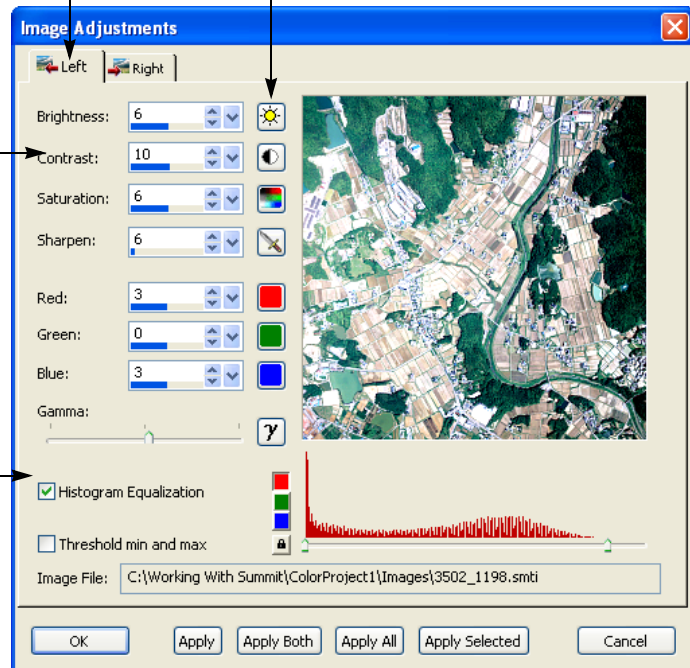 Image Adjustments
Left Right
Brightness: 6
Contrast: 10
Saturation: 6
Sharpen: 6
Red: 3
Green: 0
Blue: 3
Gamma:
γ
Histogram Equalization
Threshold min and max
Image File: C:\Working With Summit\ColorProject1\Images\3502_1198.smti
OK Apply Apply Both Apply All Apply Selected Cancel